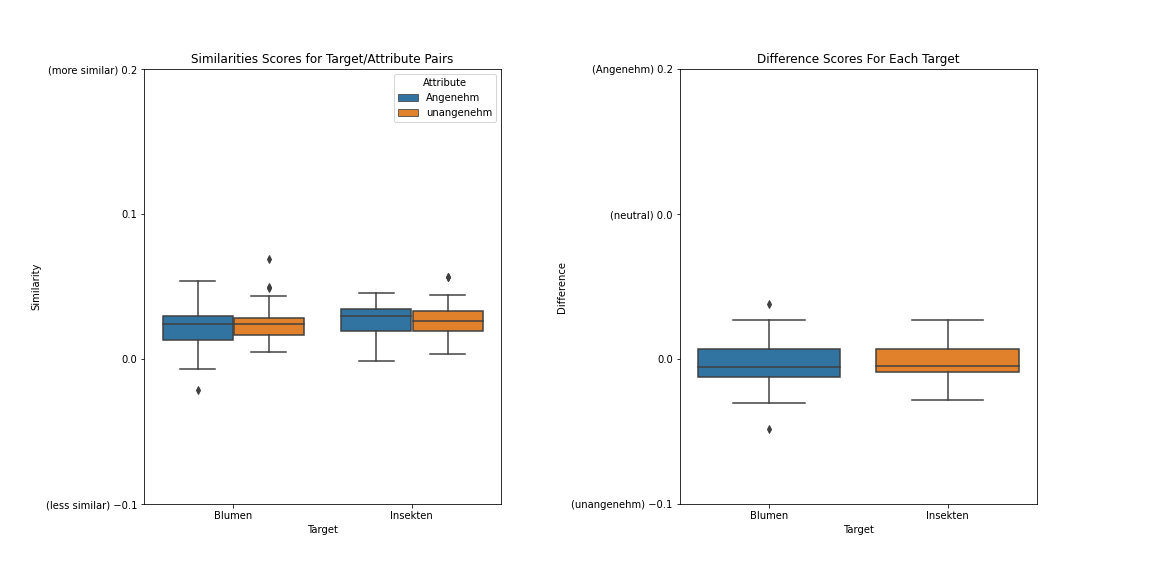 Similarities Scores for Target/Attribute Pairs
(more similar) 0.2
0.1
0.0
(less similar) −0.1
Similarity
Attribute
Angenehm
unangenehm
Blumen
Insekten
Target
Difference Scores For Each Target
(Angenehm) 0.2
(neutral) 0.0
0.0
(unangenehm) −0.1
Difference
Blumen
Insekten
Target